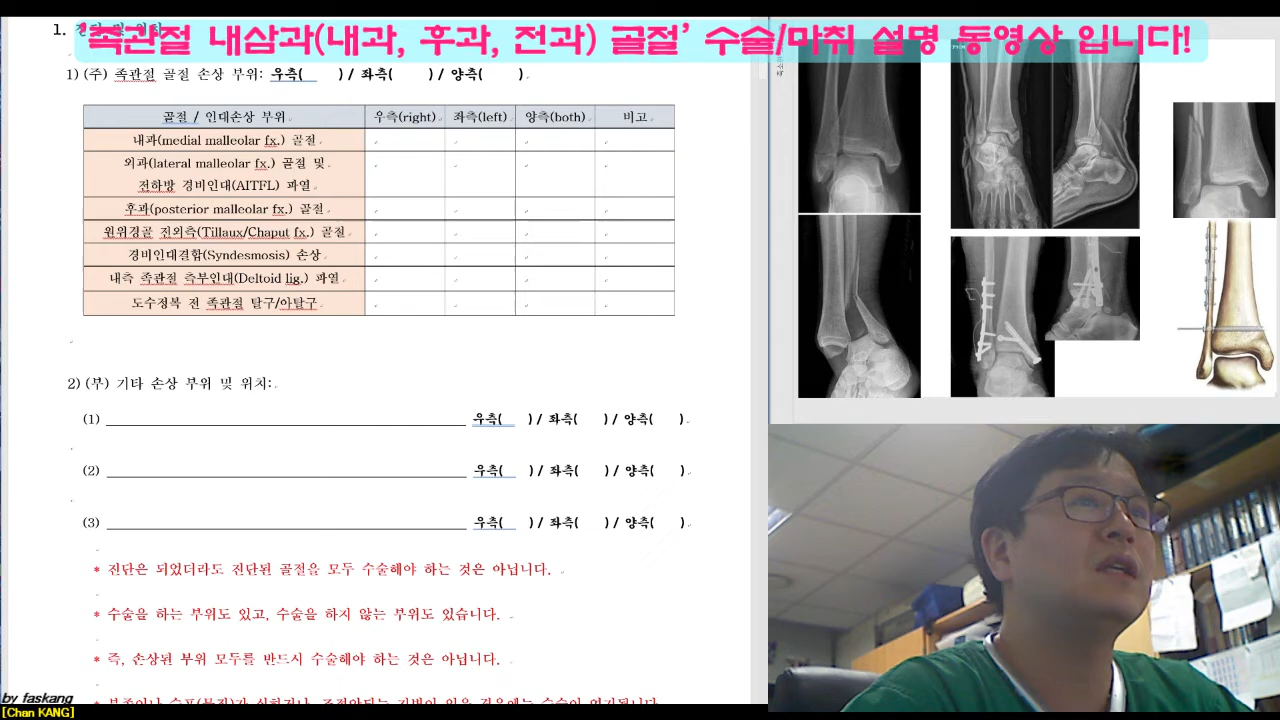 '족관절 내삼과(내과, 후과, 전과) 골절' 수술/마취 설명 동영상 입니다!
1.
1) (주) 족관절 골절 손상 부위: 우측( ) / 좌측( ) / 양측( ).
골절 / 인대손상 부위 우측(right) 좌측(left) 양측(both) 비고
내과(medial malleolar fx.) 골절
외과(lateral malleolar fx.) 골절 및
전하방 경비인대(AITFL) 파열
후과(posterior malleolar fx.) 골절
원위경골 전외측(Tillaux/Chaput fx.) 골절
경비인대결합(Syndesmosis) 손상
내측 족관절 측부인대(Deltoid lig.) 파열
도수정복 전 족관절 탈구/아탈구
2) (부) 기타 손상 부위 및 위치:
(1) 우측( ) / 좌측( ) / 양측( )
(2) 우측( ) / 좌측( ) / 양측( )
(3) 우측( ) / 좌측( ) / 양측( )
* 진단은 되었더라도 진단된 골절을 모두 수술해야 하는 것은 아닙니다.
* 수술을 하는 부위도 있고, 수술을 하지 않는 부위도 있습니다.
* 즉, 손상된 부위 모두를 반드시 수술해야 하는 것은 아닙니다.
by faskang
[Chan KANG]